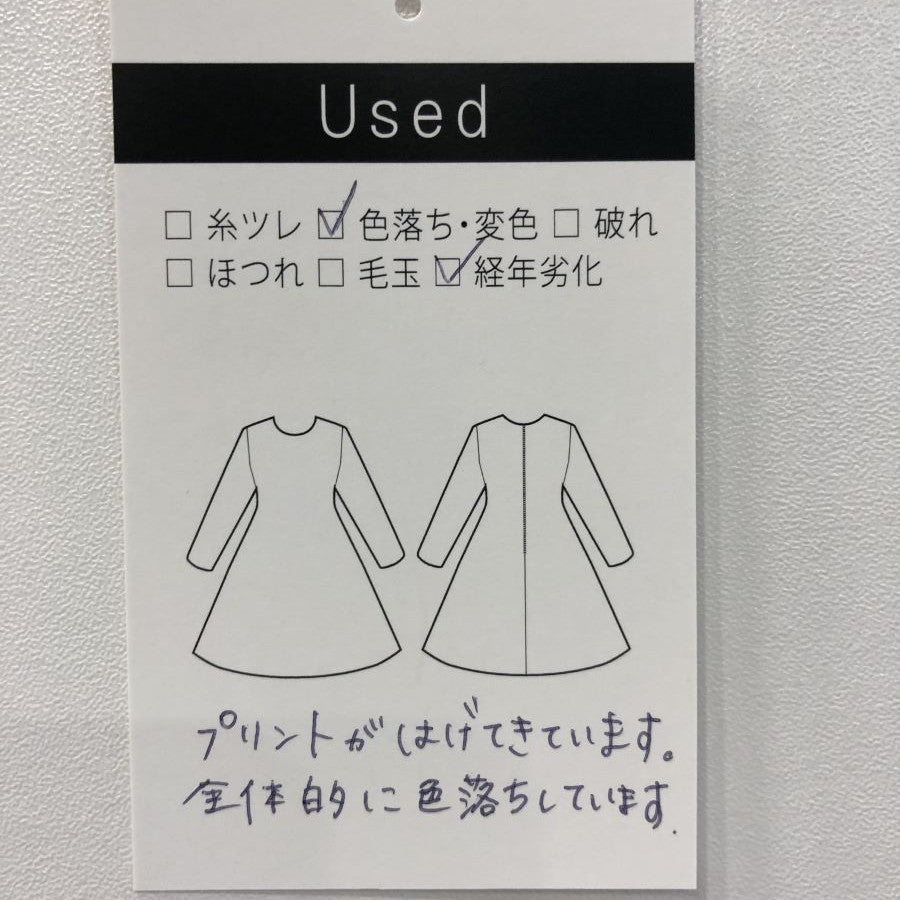 Used
☐ 糸ツレ ☑ 色落ち・変色 ☐ 破れ
☐ ほつれ ☐ 毛玉 ☑ 経年劣化
プリントがはげてきています。
全体的に色落ちしています.